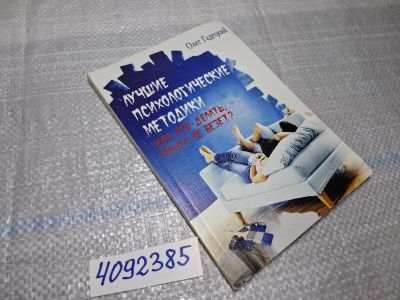 Олег Гадецкий
ЛУЧШИЕ
ПСИХОЛОГИЧЕСКИЕ
МЕТОДИКИ
ИЛИ ЧТО ДЕЛАТЬ,
КОГДА НЕ ВЕЗЕТ?
4092385